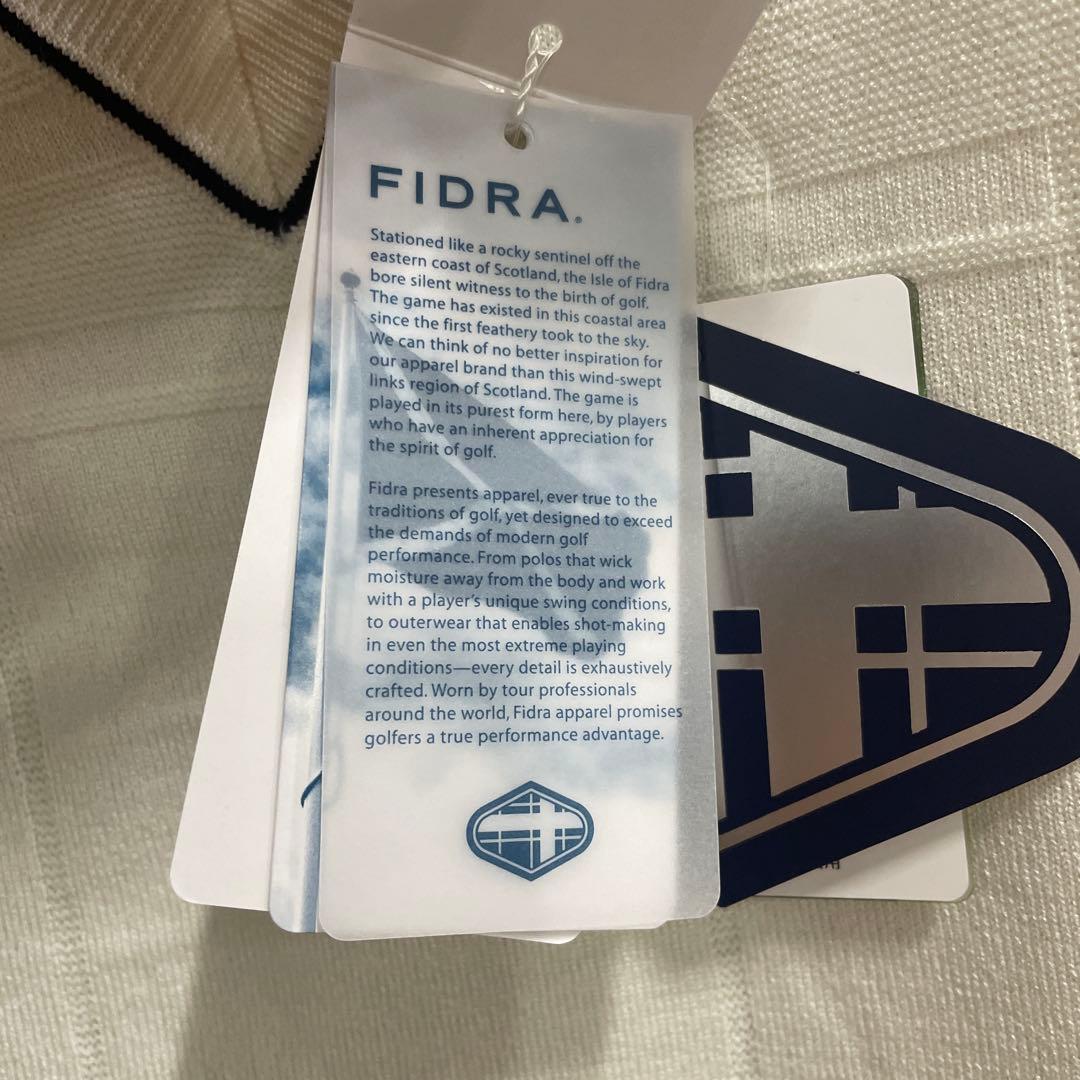 FIDRA®
Stationed like a rocky sentinel off the
eastern coast of Scotland, the Isle of Fidra
bore silent witness to the birth of golf.
The game has existed in this coastal area
since the first feathery took to the sky.
We can think of no better inspiration for
our apparel brand than this wind-swept
links region of Scotland. The game is
played in its purest form here, by players
who have an inherent appreciation for
the spirit of golf.
Fidra presents apparel, ever true to the
traditions of golf, yet designed to exceed
the demands of modern golf
performance. From polos that wick
moisture away from the body and work
with a player's unique swing conditions,
to outerwear that enables shot-making
in even the most extreme playing
conditions—every detail is exhaustively
crafted. Worn by tour professionals
around the world, Fidra apparel promises
golfers a true performance advantage.